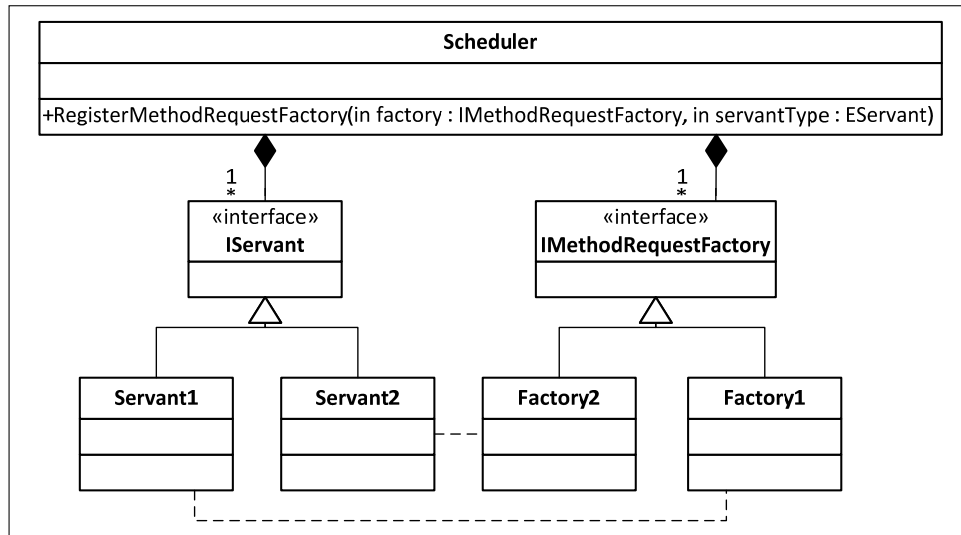 Scheduler
+RegisterMethodRequestFactory(in factory : IMethodRequestFactory, in servantType : EServant)
1
*
1
*
«interface»
IServant
«interface»
IMethodRequestFactory
Servant1
Servant2
Factory2
Factory1